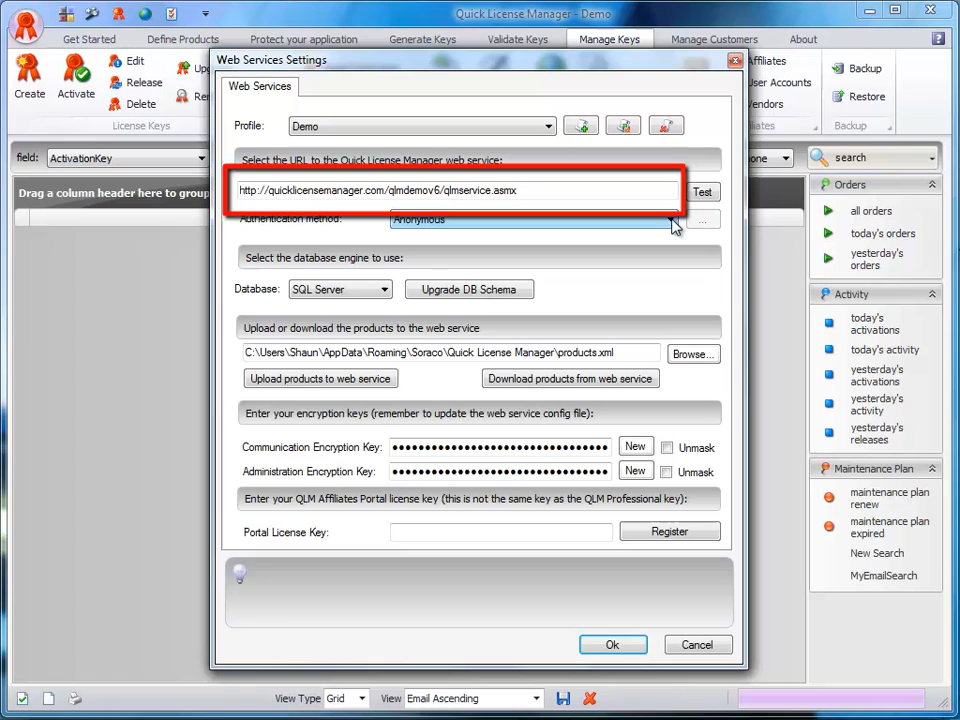 Quick License Manager - Demo
Get Started
Define Products
Protect your application
Generate Keys
Validate Keys
Manage Keys
Manage Customers
About
Create
Activate
Edit
Release
Delete
License Keys
Web Services Settings
Web Services
Backup
Restore
Backup
Profile:
Demo
Select the URL to the Quick License Manager web service:
http://quicklicensemanager.com/qlmdemov6/qlmservice.asmx
Test
Authentication method:
Anonymous
...
Select the database engine to use:
Database:
SQL Server
Upgrade DB Schema
Upload or download the products to the web service
C:\Users\Shaun\AppData\Roaming\Soraco\Quick License Manager\products.xml
Browse...
Upload products to web service
Download products from web service
Enter your encryption keys (remember to update the web service config file):
Communication Encryption Key:
New
Unmask
Administration Encryption Key:
New
Unmask
Enter your QLM Affiliates Portal license key (this is not the same key as the QLM Professional key):
Portal License Key:
Register
Ok
Cancel
field:
ActivationKey
search
Drag a column header here to group
Orders
all orders
today's orders
yesterday's
orders
Activity
today's
activations
today's activity
yesterday's
activations
yesterday's
activity
yesterday's
releases
Maintenance Plan
maintenance plan
renew
maintenance plan
expired
New Search
MyEmailSearch
View Type
Grid
View
Email Ascending